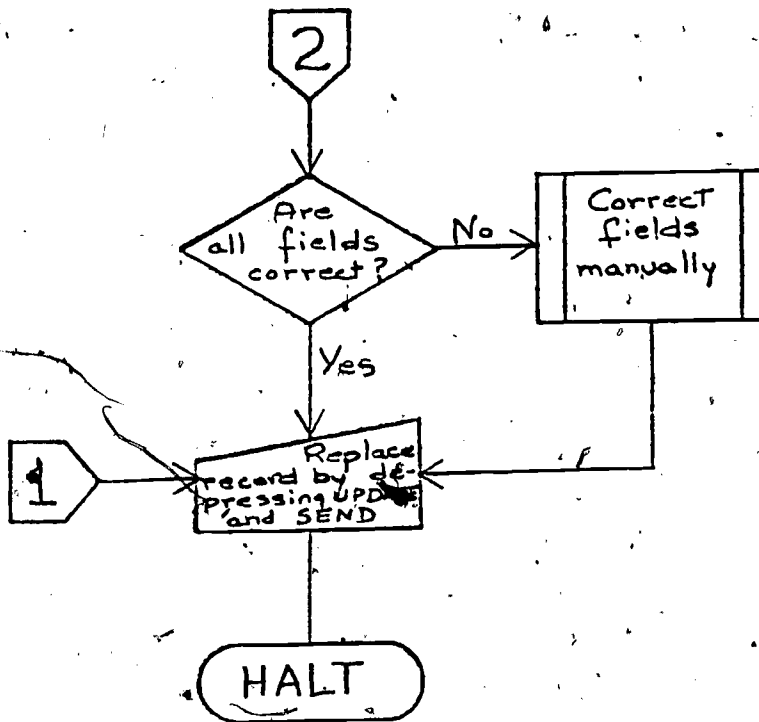 2
Are
all fields
correct?
No
Correct
fields
manually
Yes
1
Replace
record by de-
pressing
and SEND
HALT